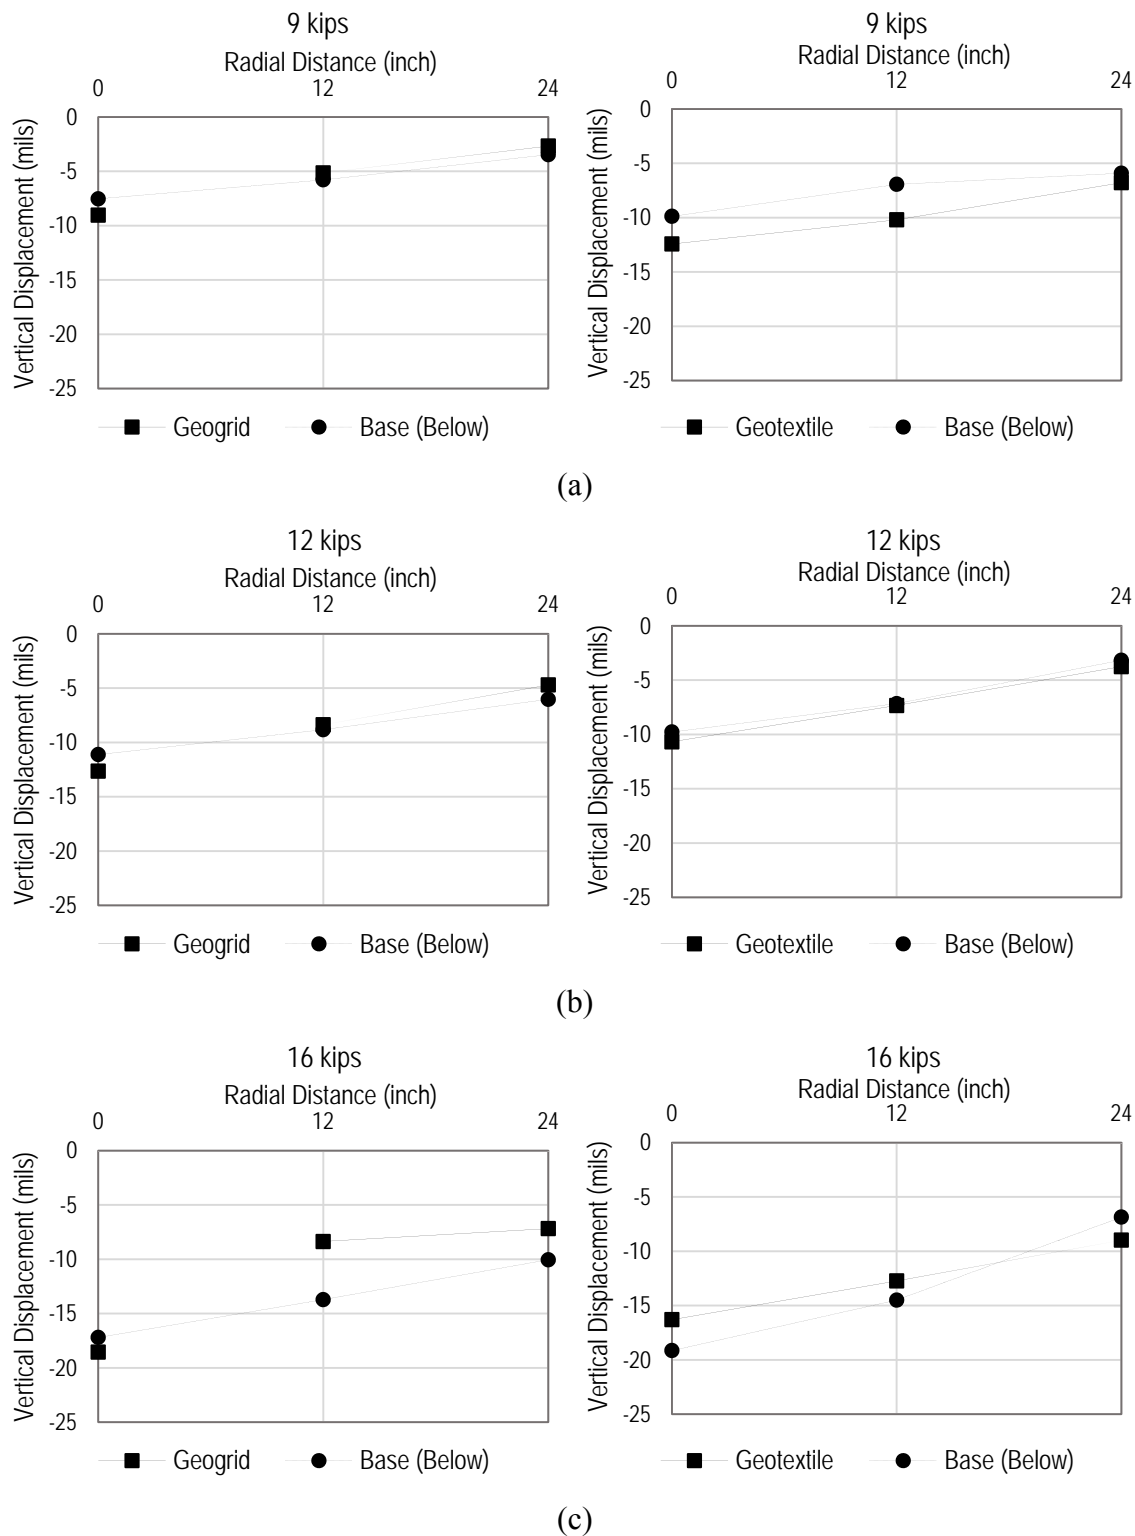 9 kips
Radial Distance (inch)
0 12 24
0
-5
-10
-15
-20
-25
Vertical Displacement (mils)
Geogrid Base (Below)
9 kips
Radial Distance (inch)
0 12 24
0
-5
-10
-15
-20
-25
Vertical Displacement (mils)
Geotextile Base (Below)
(a)
12 kips
Radial Distance (inch)
0 12 24
0
-5
-10
-15
-20
-25
Vertical Displacement (mils)
Geogrid Base (Below)
12 kips
Radial Distance (inch)
0 12 24
0
-5
-10
-15
-20
-25
Vertical Displacement (mils)
Geotextile Base (Below)
(b)
16 kips
Radial Distance (inch)
0 12 24
0
-5
-10
-15
-20
-25
Vertical Displacement (mils)
Geogrid Base (Below)
16 kips
Radial Distance (inch)
0 12 24
0
-5
-10
-15
-20
-25
Vertical Displacement (mils)
Geotextile Base (Below)
(c)